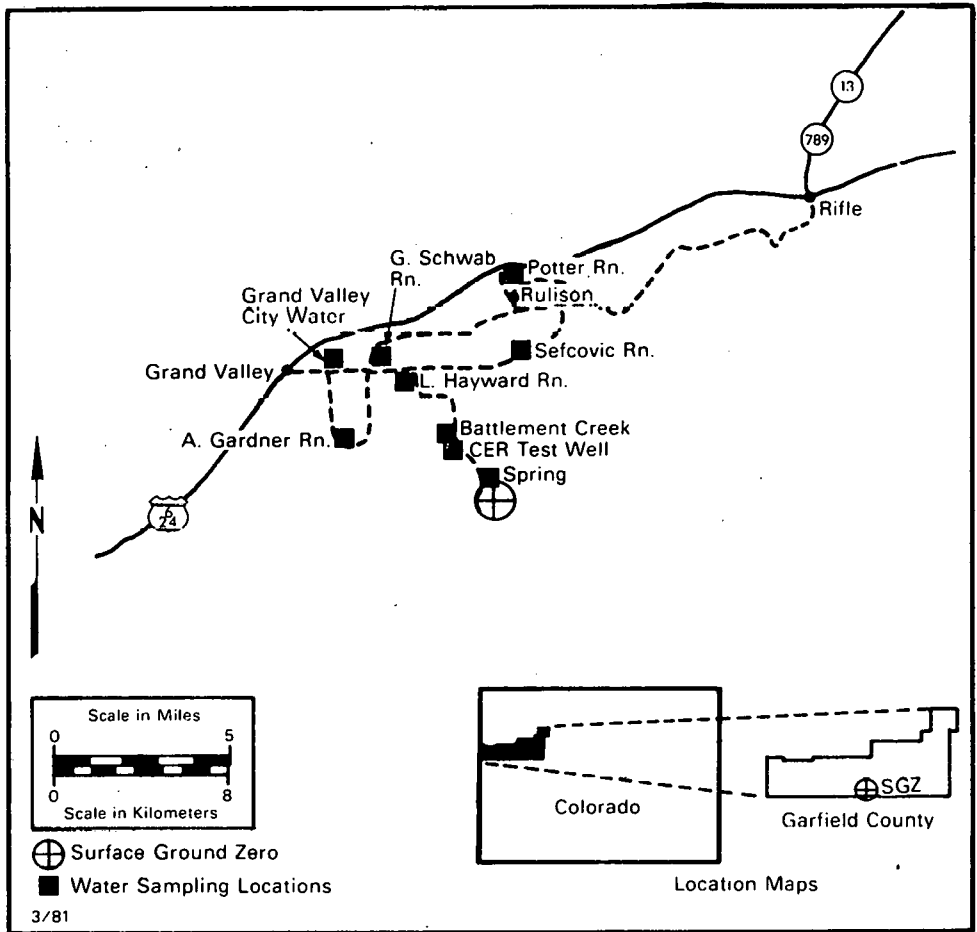 13
789
Rifle
G. Schwab
Rn.
Potter Rn.
Rulison
Grand Valley
City Water
Sefcovic Rn.
Grand Valley
L. Hayward Rn.
A. Gardner Rn.
Battlement Creek
CER Test Well
Spring
6
24
N
Scale in Miles
0 5
0 8
Scale in Kilometers
Colorado
SGZ
Garfield County
Surface Ground Zero
Water Sampling Locations
Location Maps
3/81